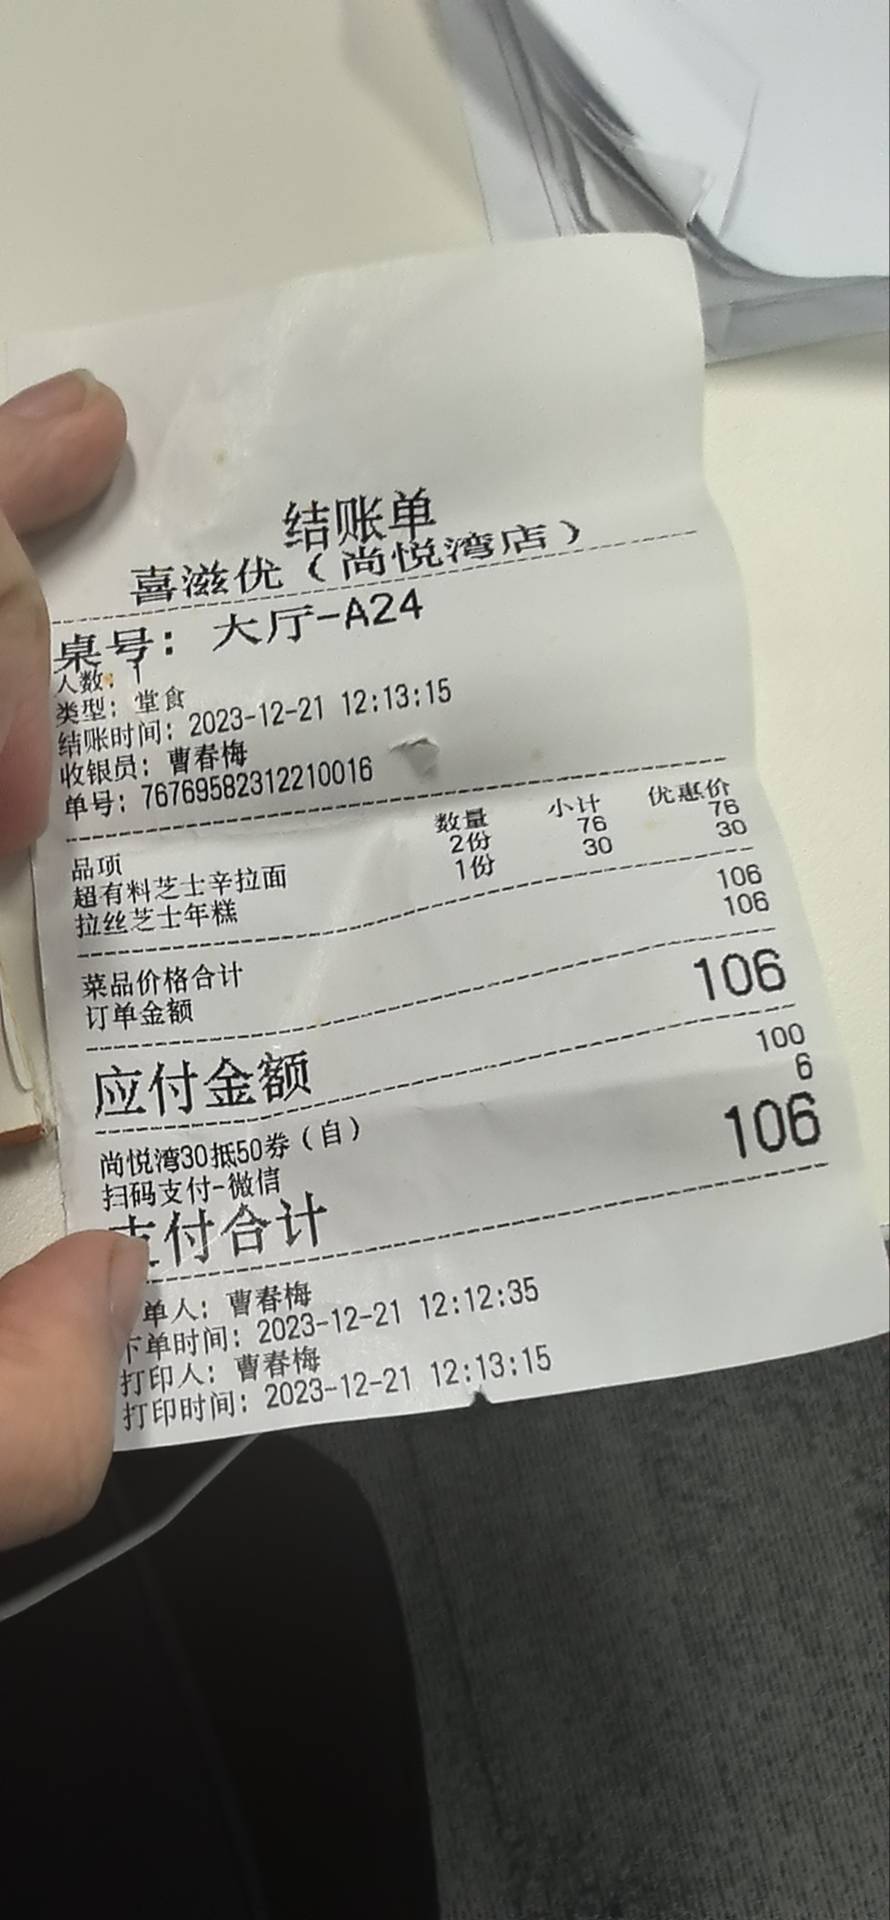 结账单
喜滋优（尚悦湾店）
桌号: 大厅-A24
人数: 1
类型: 堂食
结账时间: 2023-12-21 12:13:15
收银员: 曹春梅
单号: 76769582312210016
品项 数量 小计 优惠价
超有料芝士辛拉面 2份 76 76
拉丝芝士年糕 1份 30 30
菜品价格合计 106
订单金额 106
应付金额 106
尚悦湾30抵50券（自） 100
扫码支付-微信 6
支付合计 106
单人: 曹春梅
下单时间: 2023-12-21 12:12:35
打印人: 曹春梅
打印时间: 2023-12-21 12:13:15